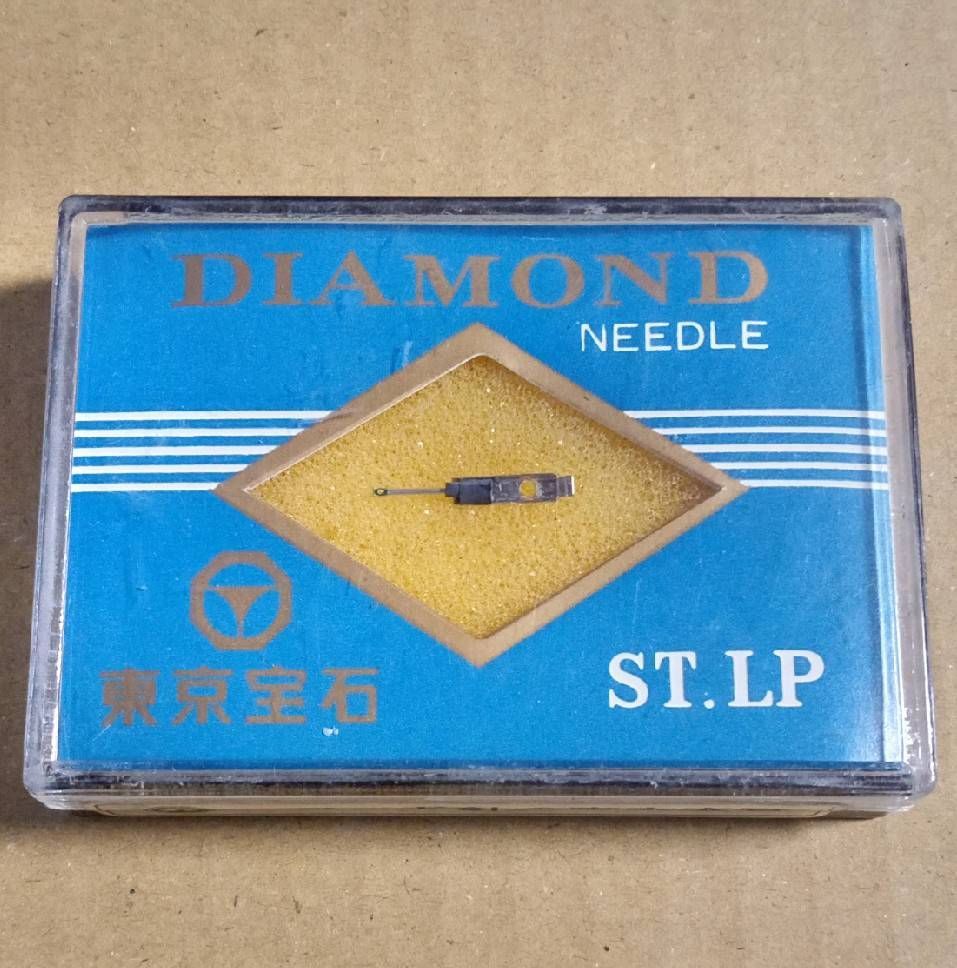 DIAMOND
NEEDLE
東京宝石
ST.LP